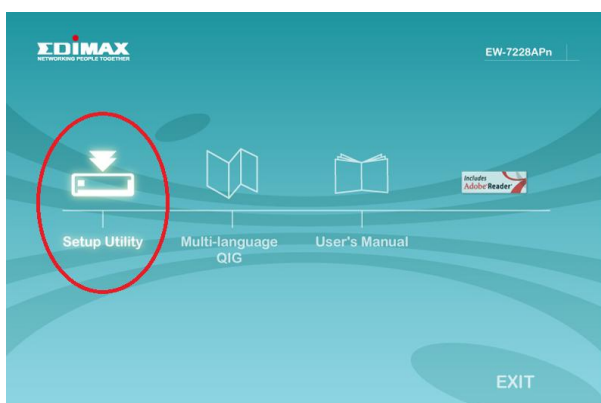 EDIMAX
NETWORKING PEOPLE TOGETHER
EW-7228APn
Includes
Adobe Reader
Setup Utility
Multi-language
QIG
User's Manual
EXIT